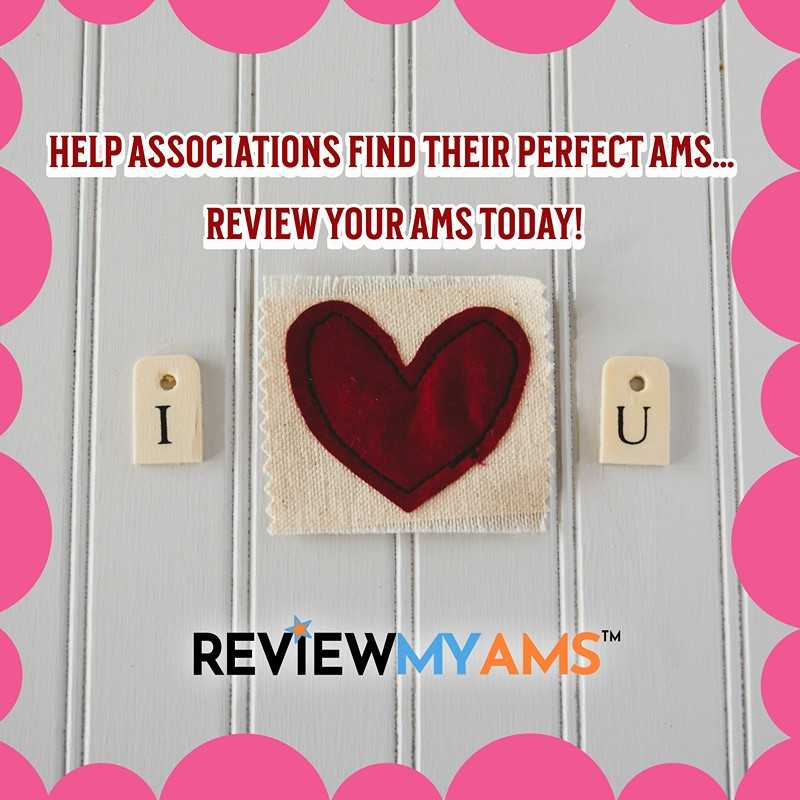 HELP ASSOCIATIONS FIND THEIR PERFECT AMS...
REVIEW YOUR AMS TODAY!
I U
REVIEWMYAMS™